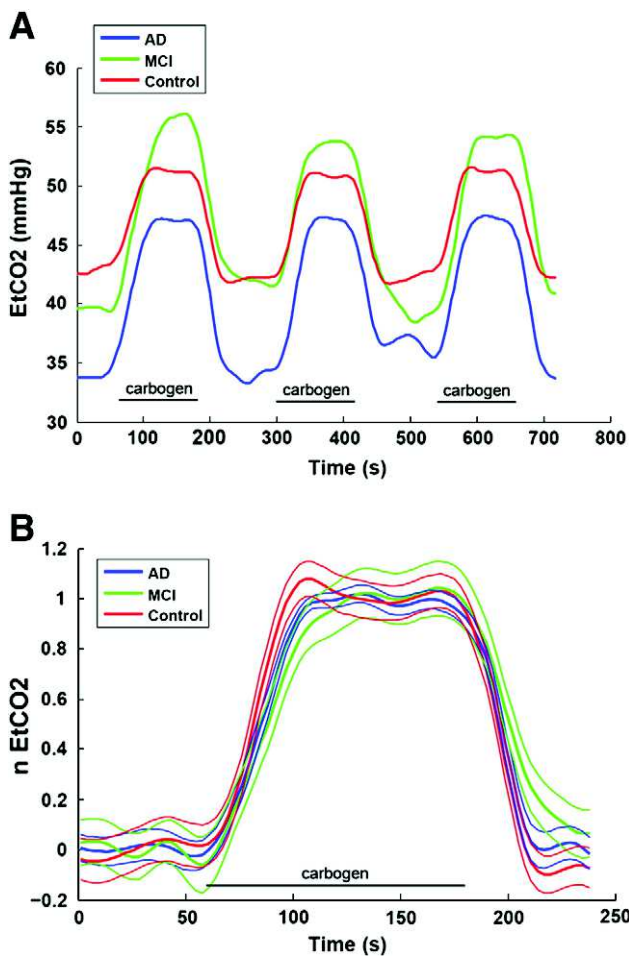 A
AD
MCI
Control
60
55
50
45
40
35
30
EtCO2 (mmHg)
carbogen carbogen carbogen
0 100 200 300 400 500 600 700 800
Time (s)
B
AD
MCI
Control
1.2
1
0.8
0.6
0.4
0.2
0
−0.2
n EtCO2
carbogen
0 50 100 150 200 250
Time (s)